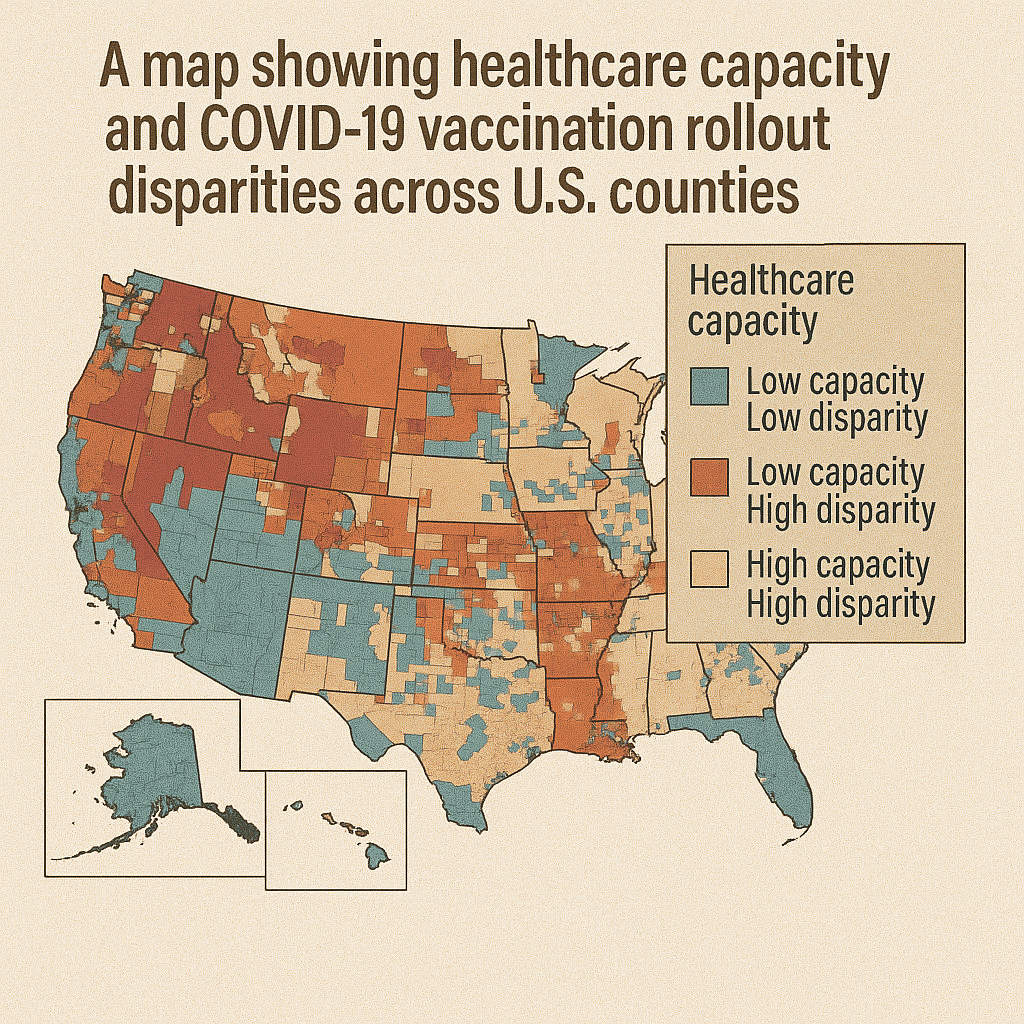 A map showing healthcare capacity
and COVID-19 vaccination rollout
disparities across U.S. counties
Healthcare
capacity
Low capacity
Low disparity
Low capacity
High disparity
High capacity
High disparity